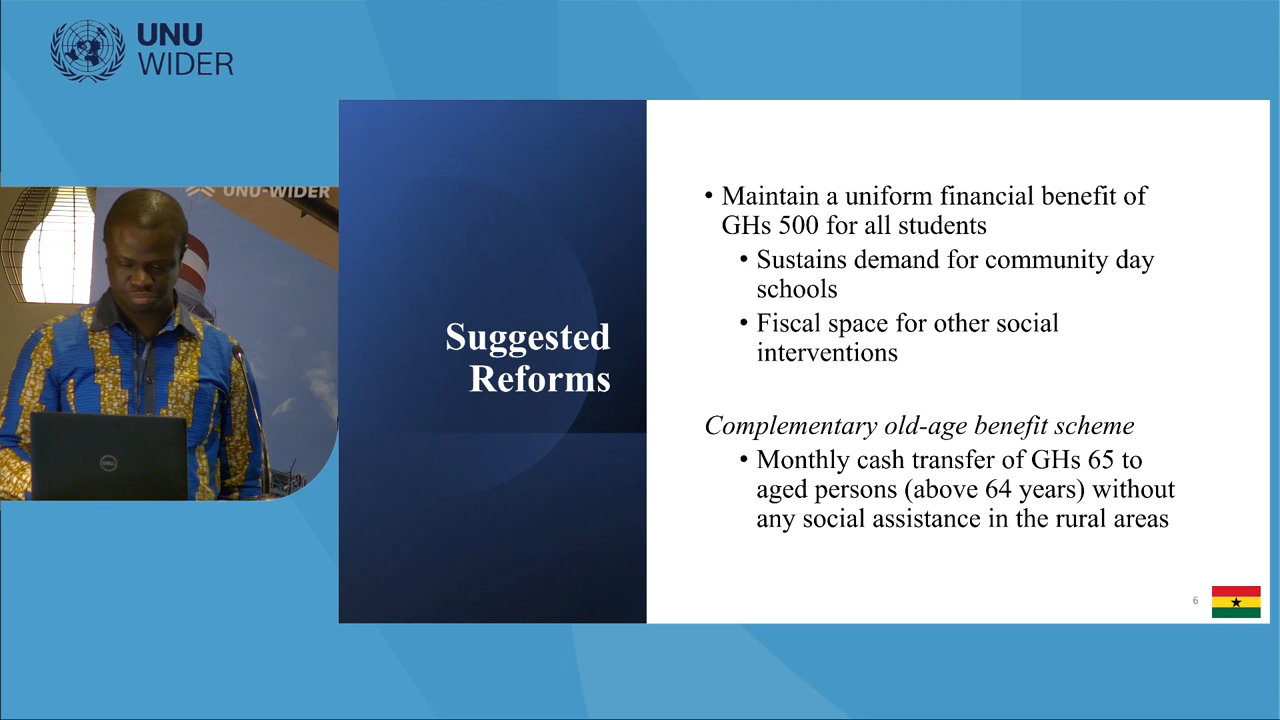 UNU
WIDER
UNU-WIDER
Suggested
Reforms
• Maintain a uniform financial benefit of
GHs 500 for all students
• Sustains demand for community day
schools
• Fiscal space for other social
interventions
Complementary old-age benefit scheme
• Monthly cash transfer of GHs 65 to
aged persons (above 64 years) without
any social assistance in the rural areas
6
DELL